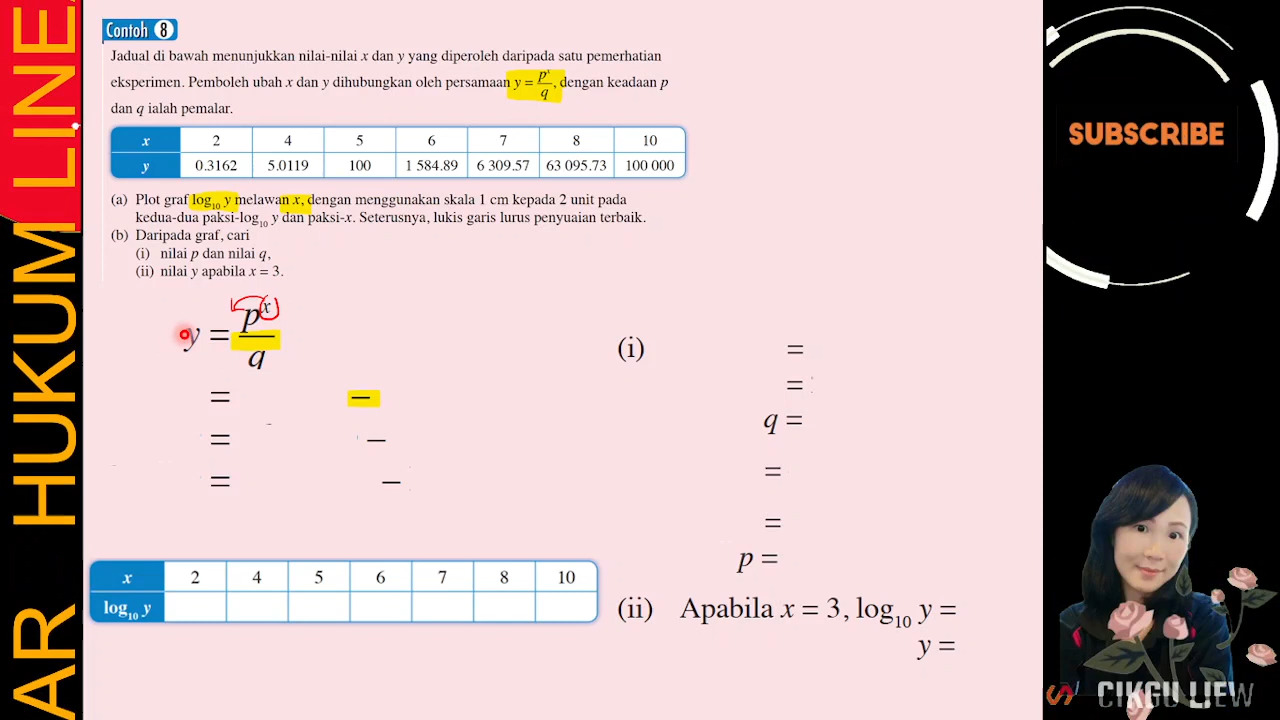 AR HUKUM LINE
Contoh 8
Jadual di bawah menunjukkan nilai-nilai x dan y yang diperoleh daripada satu pemerhatian
eksperimen. Pemboleh ubah x dan y dihubungkan oleh persamaan y = p^x/q, dengan keadaan p
dan q ialah pemalar.
x 2 4 5 6 7 8 10
y 0.3162 5.0119 100 1 584.89 6 309.57 63 095.73 100 000
(a) Plot graf log₁₀ y melawan x, dengan menggunakan skala 1 cm kepada 2 unit pada
kedua-dua paksi-log₁₀ y dan paksi-x. Seterusnya, lukis garis lurus penyuaian terbaik.
(b) Daripada graf, cari
(i) nilai p dan nilai q,
(ii) nilai y apabila x = 3.
y = p^x/q
= –
= –
= –
x 2 4 5 6 7 8 10
log₁₀ y
(i) =
=
q =
=
=
p =
(ii) Apabila x = 3, log₁₀ y =
y =
SUBSCRIBE
CIKGU LIEW